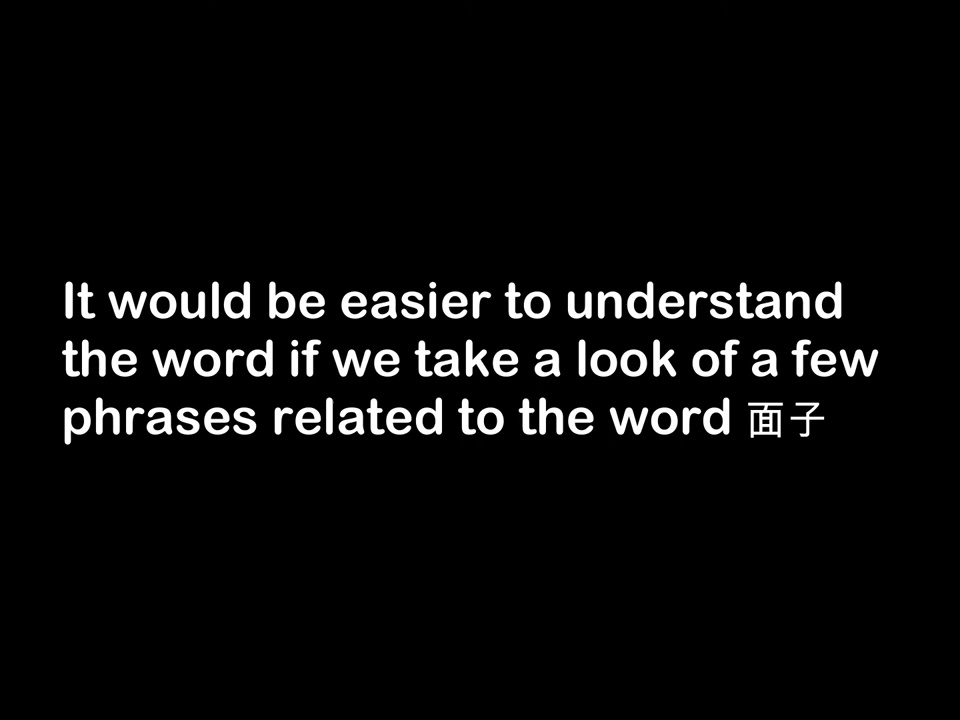 It would be easier to understand
the word if we take a look of a few
phrases related to the word 面子